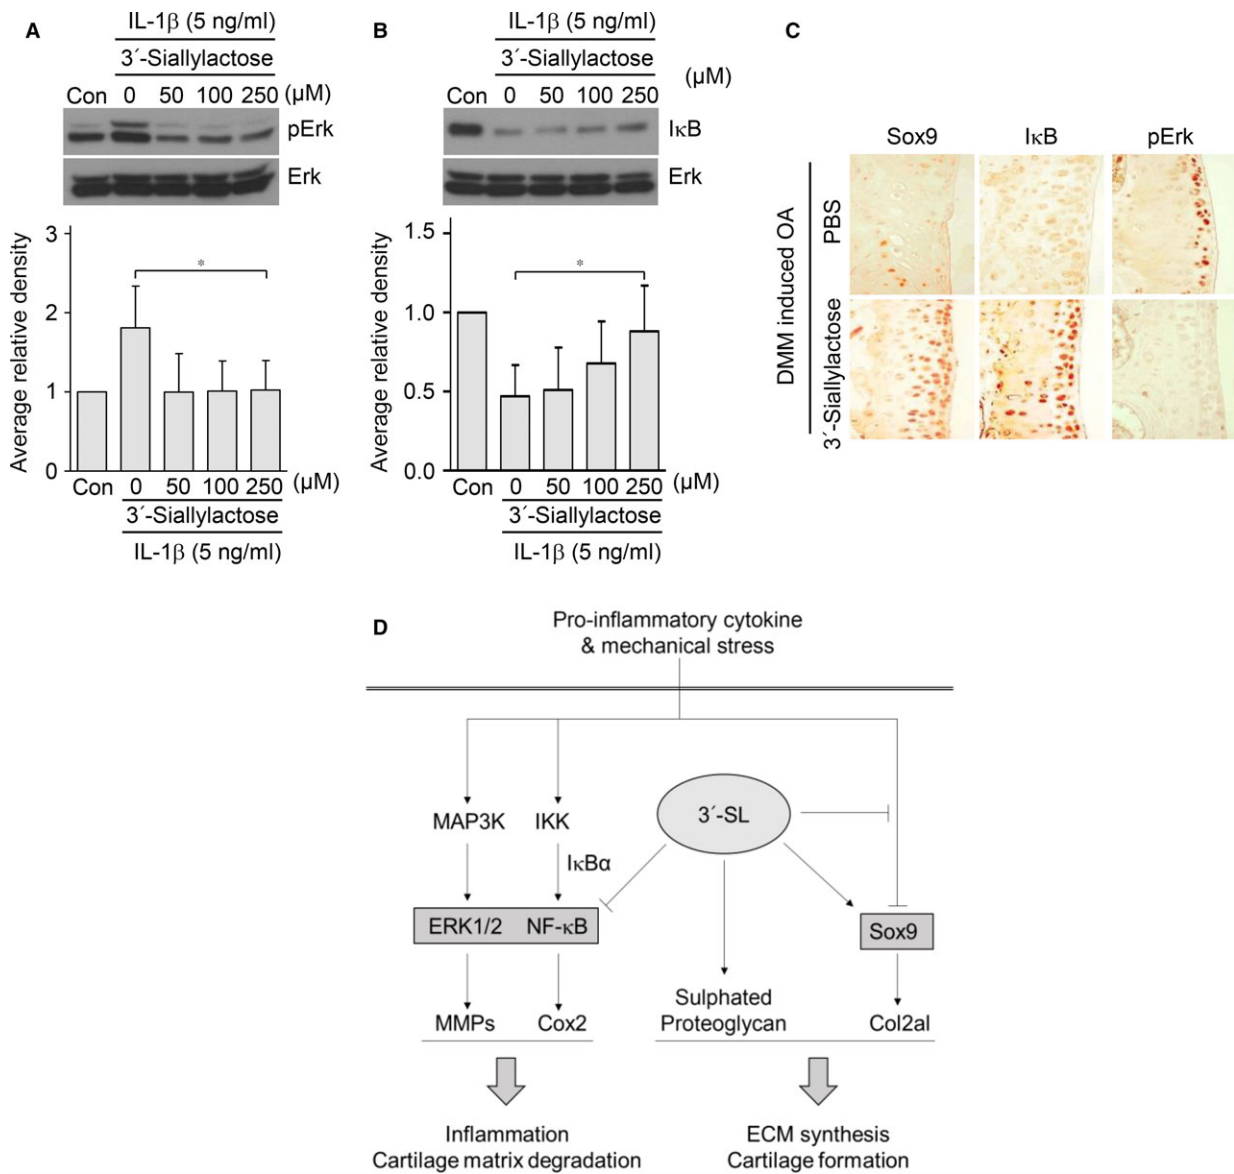 A
IL-1β (5 ng/ml)
3´-Siallylactose
Con 0 50 100 250 (μM)
pErk
Erk
Average relative density
3
2
1
0
*
Con 0 50 100 250 (μM)
3´-Siallylactose
IL-1β (5 ng/ml)
B
IL-1β (5 ng/ml)
3´-Siallylactose
(μM)
Con 0 50 100 250
IκB
Erk
Average relative density
1.5
1.0
0.5
0.0
*
Con 0 50 100 250 (μM)
3´-Siallylactose
IL-1β (5 ng/ml)
C
Sox9 IκB pErk
DMM induced OA
PBS
3´-Siallylactose
D
Pro-inflammatory cytokine
& mechanical stress
MAP3K IKK
3´-SL
IκBα
ERK1/2 NF-κB
Sox9
MMPs Cox2
Sulphated
Proteoglycan
Col2al
Inflammation
Cartilage matrix degradation
ECM synthesis
Cartilage formation